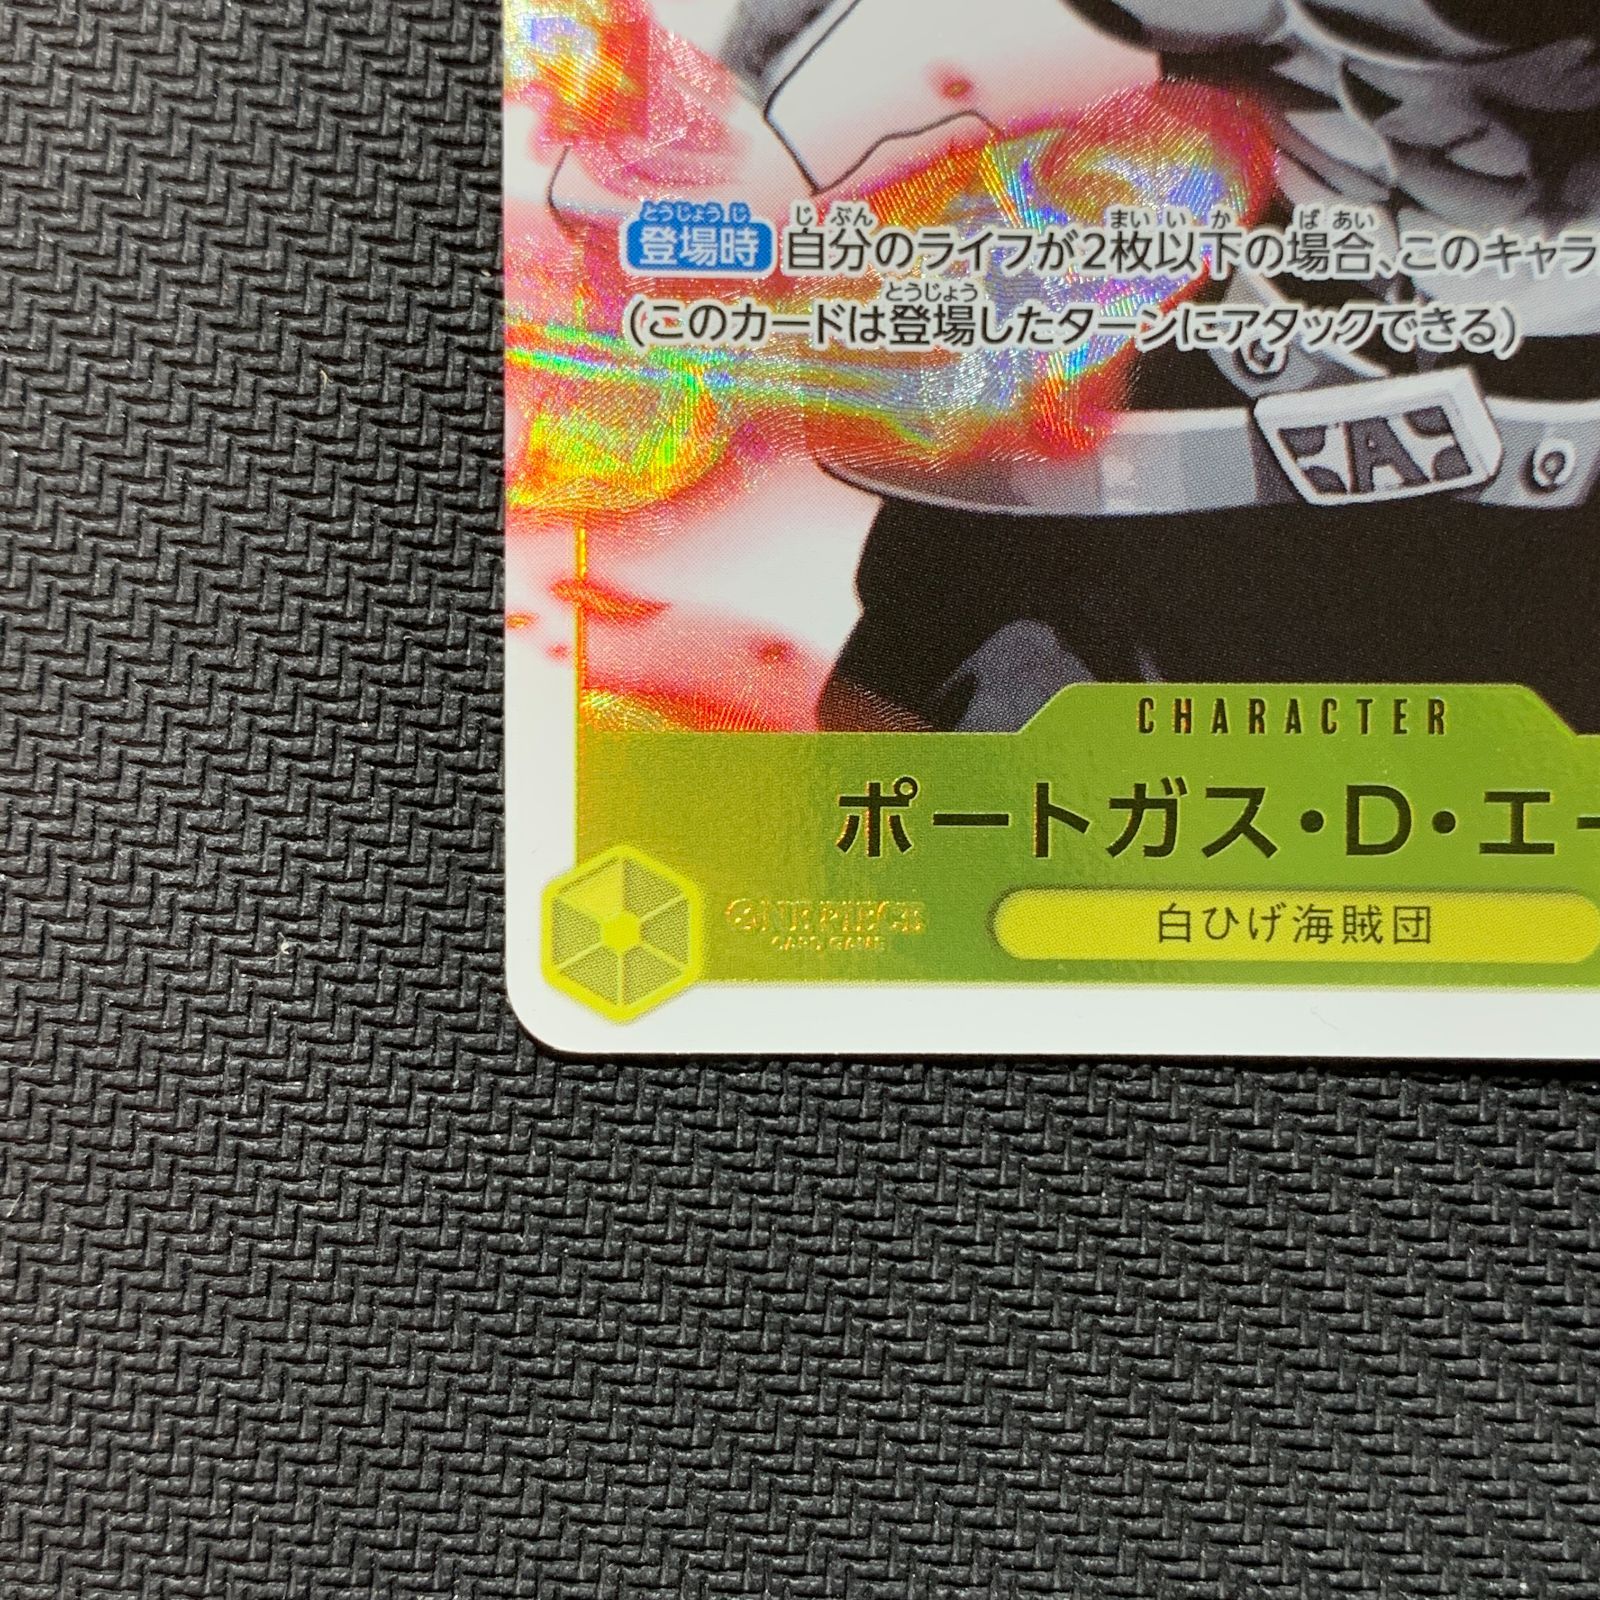 とうじょうじ じぶん まいいか ばあい
登場時 自分のライフが2枚以下の場合、このキャラ
とうじょう
(このカードは登場したターンにアタックできる)
A
CHARACTER
ポートガス・D・エー
ONE PIECE
CARD GAME
白ひげ海賊団